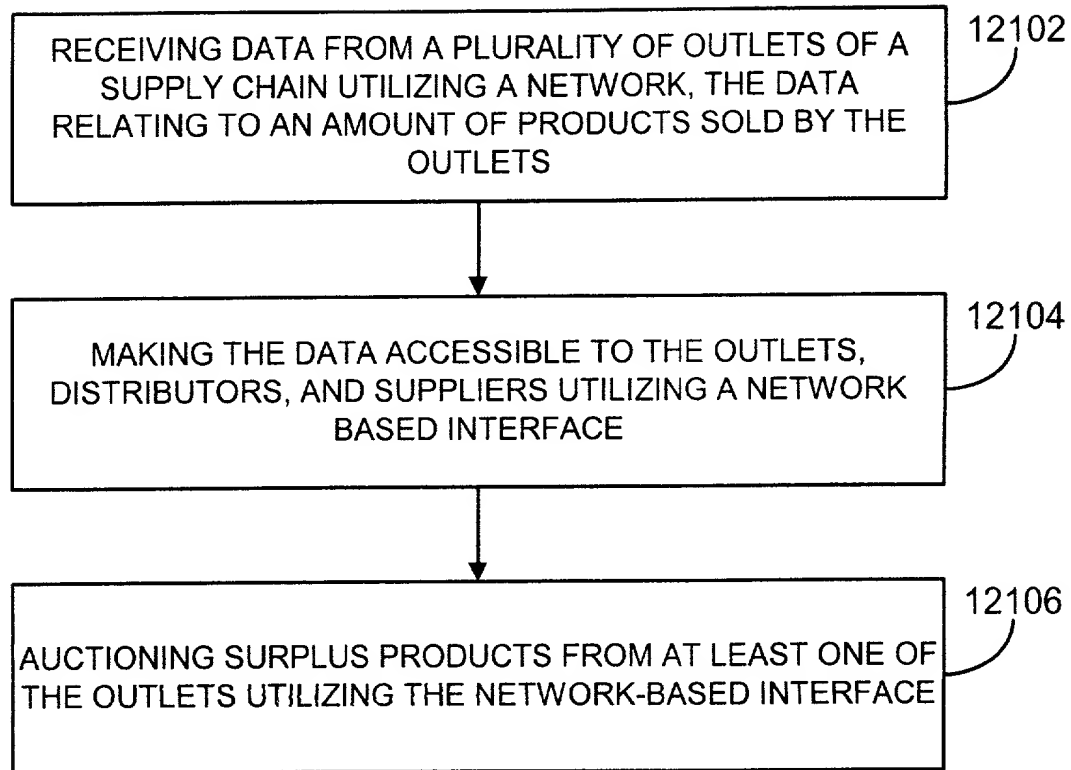 12102
RECEIVING DATA FROM A PLURALITY OF OUTLETS OF A
SUPPLY CHAIN UTILIZING A NETWORK, THE DATA
RELATING TO AN AMOUNT OF PRODUCTS SOLD BY THE
OUTLETS
12104
MAKING THE DATA ACCESSIBLE TO THE OUTLETS,
DISTRIBUTORS, AND SUPPLIERS UTILIZING A NETWORK
BASED INTERFACE
12106
AUCTIONING SURPLUS PRODUCTS FROM AT LEAST ONE OF
THE OUTLETS UTILIZING THE NETWORK-BASED INTERFACE